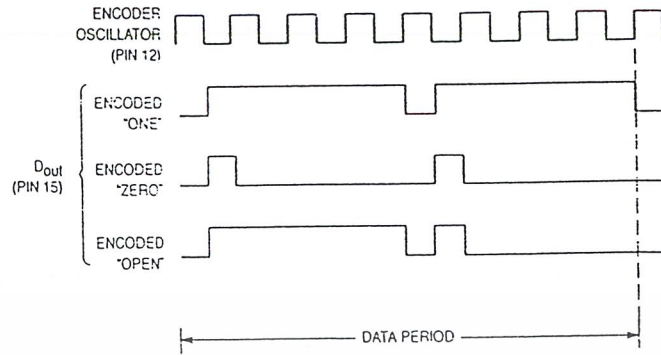 ENCODER
OSCILLATOR
(PIN 12)
ENCODED
"ONE"
Dout
(PIN 15)
ENCODED
"ZERO"
ENCODED
"OPEN"
DATA PERIOD